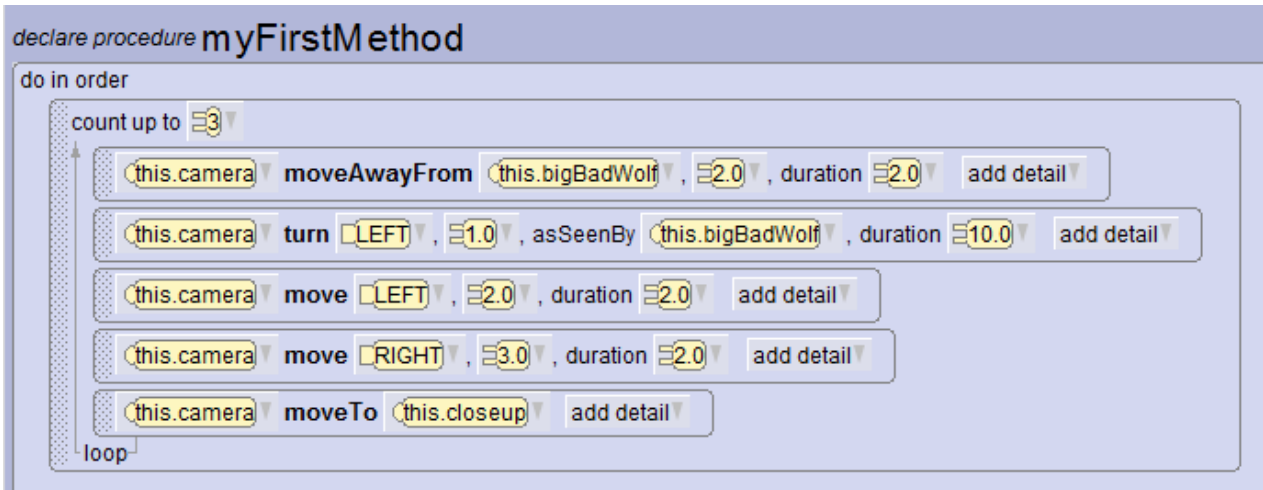 declare procedure myFirstMethod
do in order
count up to 3
this.camera moveAwayFrom this.bigBadWolf , 2.0 , duration 2.0 add detail
this.camera turn LEFT , 1.0 , asSeenBy this.bigBadWolf , duration 10.0 add detail
this.camera move LEFT , 2.0 , duration 2.0 add detail
this.camera move RIGHT , 3.0 , duration 2.0 add detail
this.camera moveTo this.closeup add detail
loop